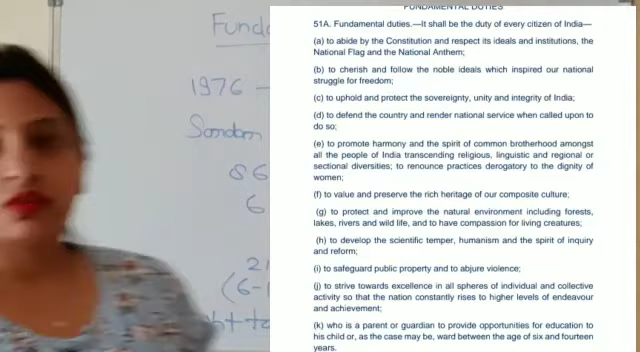 Funda
1976 -
86
6
21
(6-1
FUNDAMENTAL DUTIES
51A. Fundamental duties.—It shall be the duty of every citizen of India—
(a) to abide by the Constitution and respect its ideals and institutions, the
National Flag and the National Anthem;
(b) to cherish and follow the noble ideals which inspired our national
struggle for freedom;
(c) to uphold and protect the sovereignty, unity and integrity of India;
(d) to defend the country and render national service when called upon to
do so;
(e) to promote harmony and the spirit of common brotherhood amongst
all the people of India transcending religious, linguistic and regional or
sectional diversities; to renounce practices derogatory to the dignity of
women;
(f) to value and preserve the rich heritage of our composite culture;
(g) to protect and improve the natural environment including forests,
lakes, rivers and wild life, and to have compassion for living creatures;
(h) to develop the scientific temper, humanism and the spirit of inquiry
and reform;
(i) to safeguard public property and to abjure violence;
(j) to strive towards excellence in all spheres of individual and collective
activity so that the nation constantly rises to higher levels of endeavour
and achievement;
(k) who is a parent or guardian to provide opportunities for education to
his child or, as the case may be, ward between the age of six and fourteen
years.